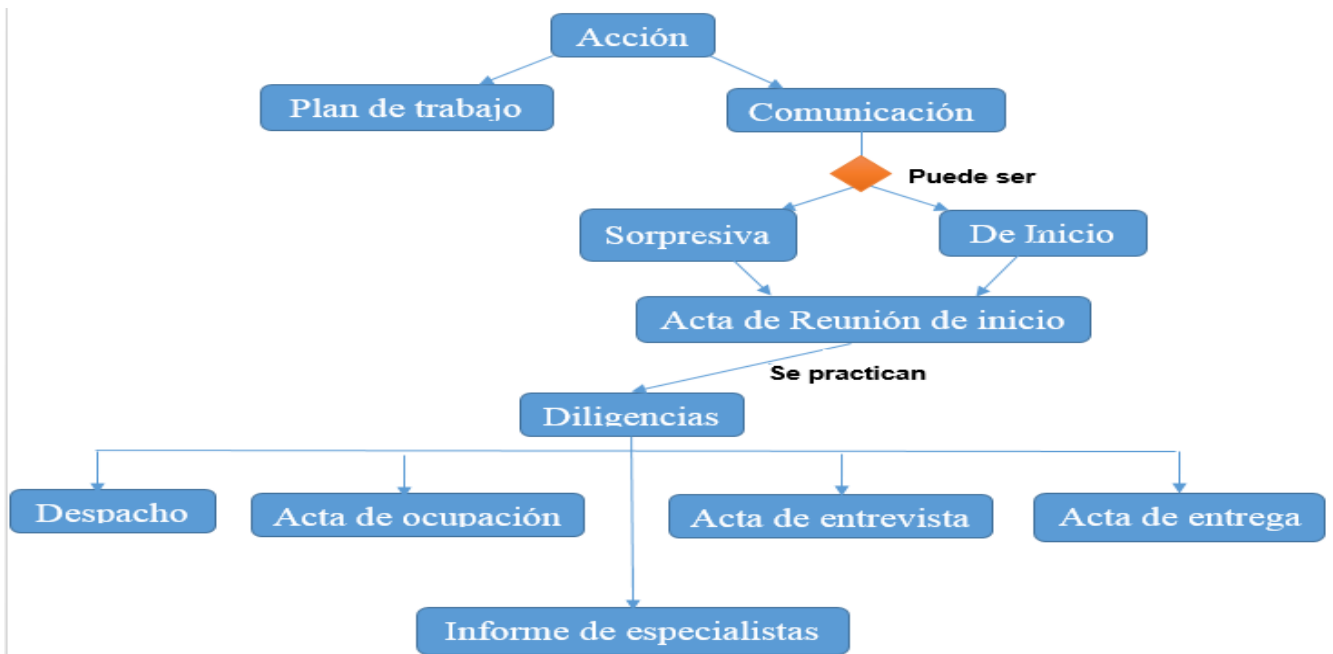 Acción
Plan de trabajo
Comunicación
Puede ser
Sorpresiva
De Inicio
Acta de Reunión de inicio
Se practican
Diligencias
Despacho
Acta de ocupación
Acta de entrevista
Acta de entrega
Informe de especialistas